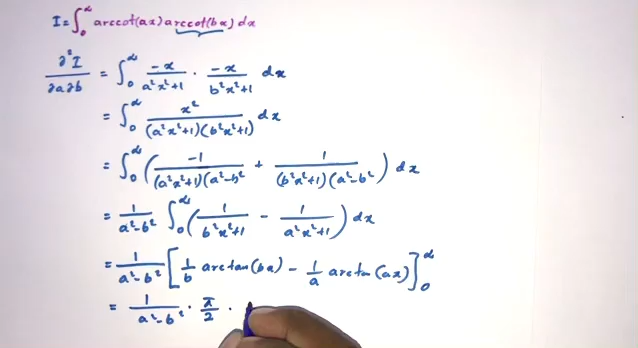 I = ∫₀^∞ arccot(ax) arccot(bx) dx
∂²I/∂a∂b = ∫₀^∞ -x/(a²x²+1) · -x/(b²x²+1) dx
= ∫₀^∞ x²/((a²x²+1)(b²x²+1)) dx
= ∫₀^∞ (-1/((a²x²+1)(a²-b²)) + 1/((b²x²+1)(a²-b²))) dx
= 1/(a²-b²) ∫₀^∞ (1/(b²x²+1) - 1/(a²x²+1)) dx
= 1/(a²-b²) [1/b arctan(bx) - 1/a arctan(ax)]₀^∞
= 1/(a²-b²) · π/2 ·